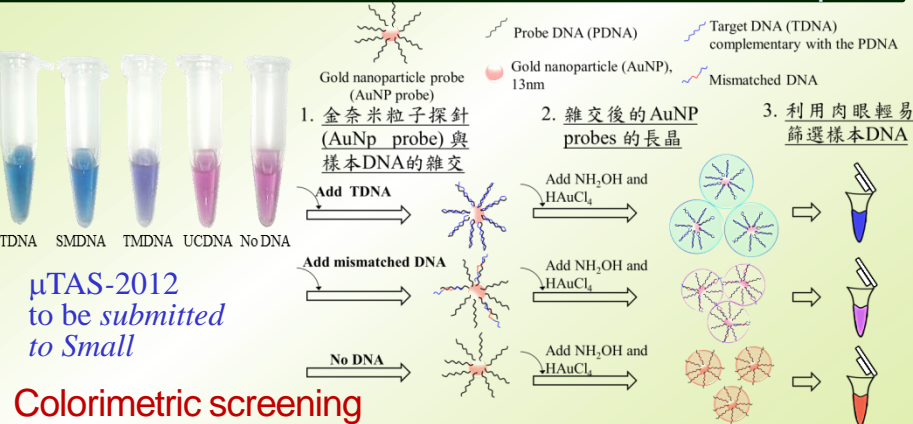 Probe DNA (PDNA)
Target DNA (TDNA)
complementary with the PDNA
Gold nanoparticle probe
(AuNP probe)
Gold nanoparticle (AuNP),
13nm
Mismatched DNA
1. 金奈米粒子探針
(AuNp probe) 與
樣本DNA的雜交
2. 雜交後的AuNP
probes 的長晶
3. 利用肉眼輕易
篩選樣本DNA
Add TDNA
Add NH2OH and
HAuCl4
Add mismatched DNA
Add NH2OH and
HAuCl4
No DNA
Add NH2OH and
HAuCl4
TDNA SMDNA TMDNA UCDNA No DNA
μTAS-2012
to be submitted
to Small
Colorimetric screening